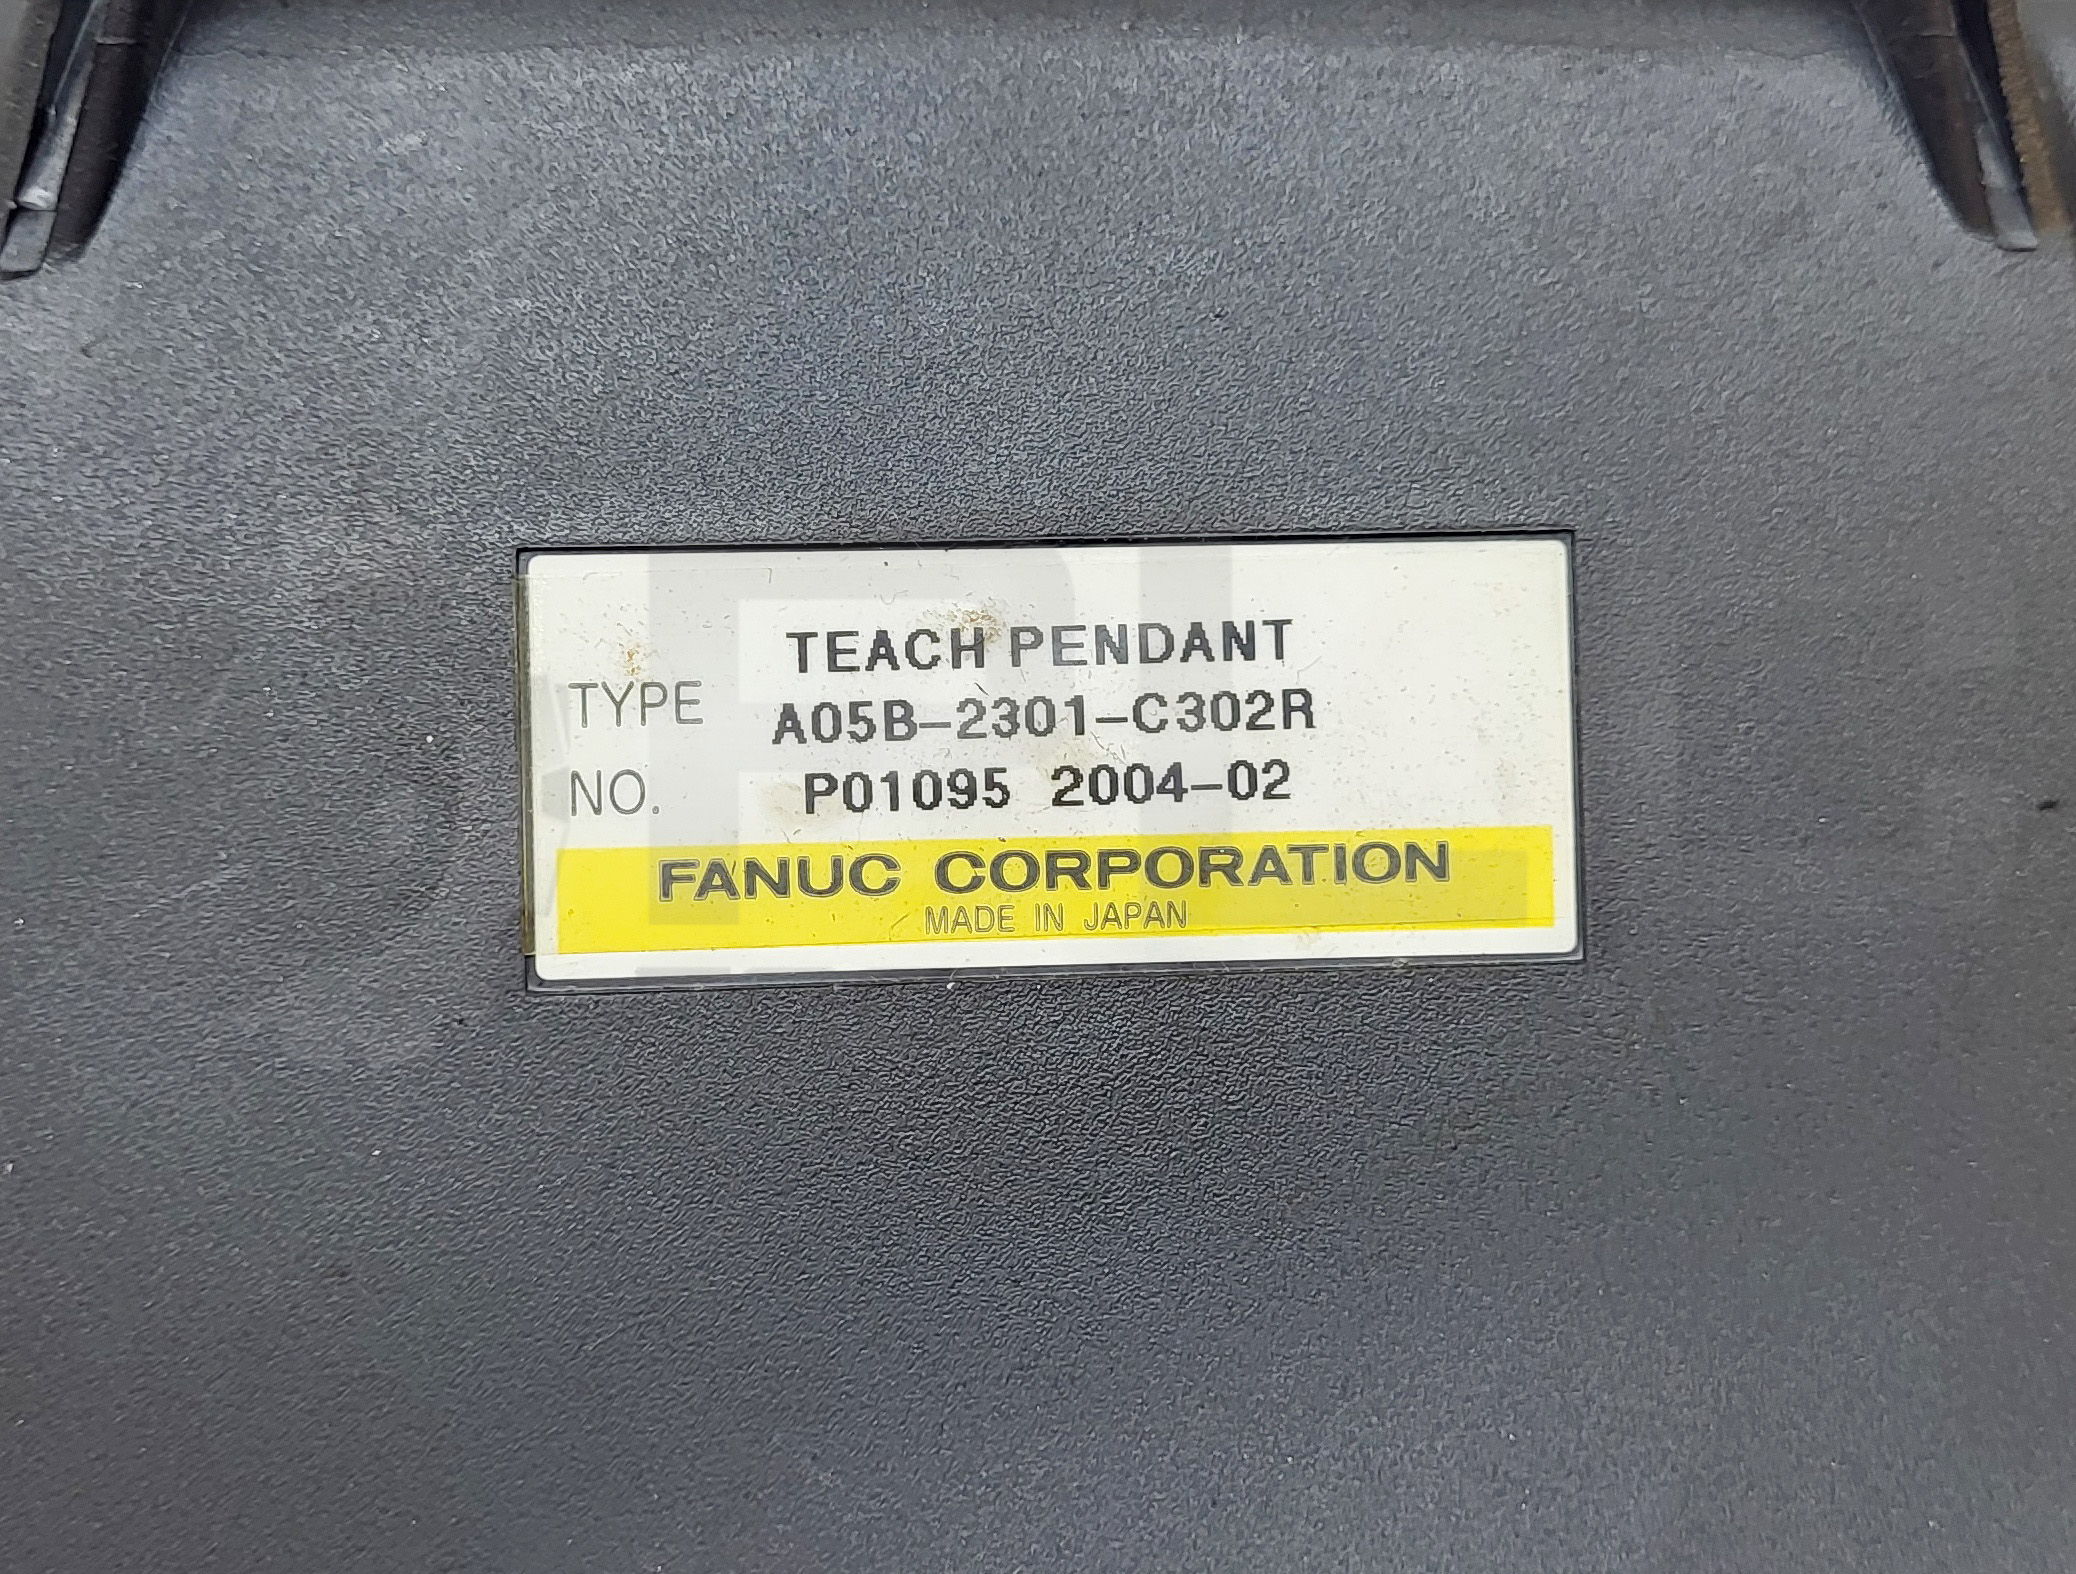 TEACH PENDANT
TYPE A05B-2301-C302R
NO. P01095 2004-02
FANUC CORPORATION
MADE IN JAPAN